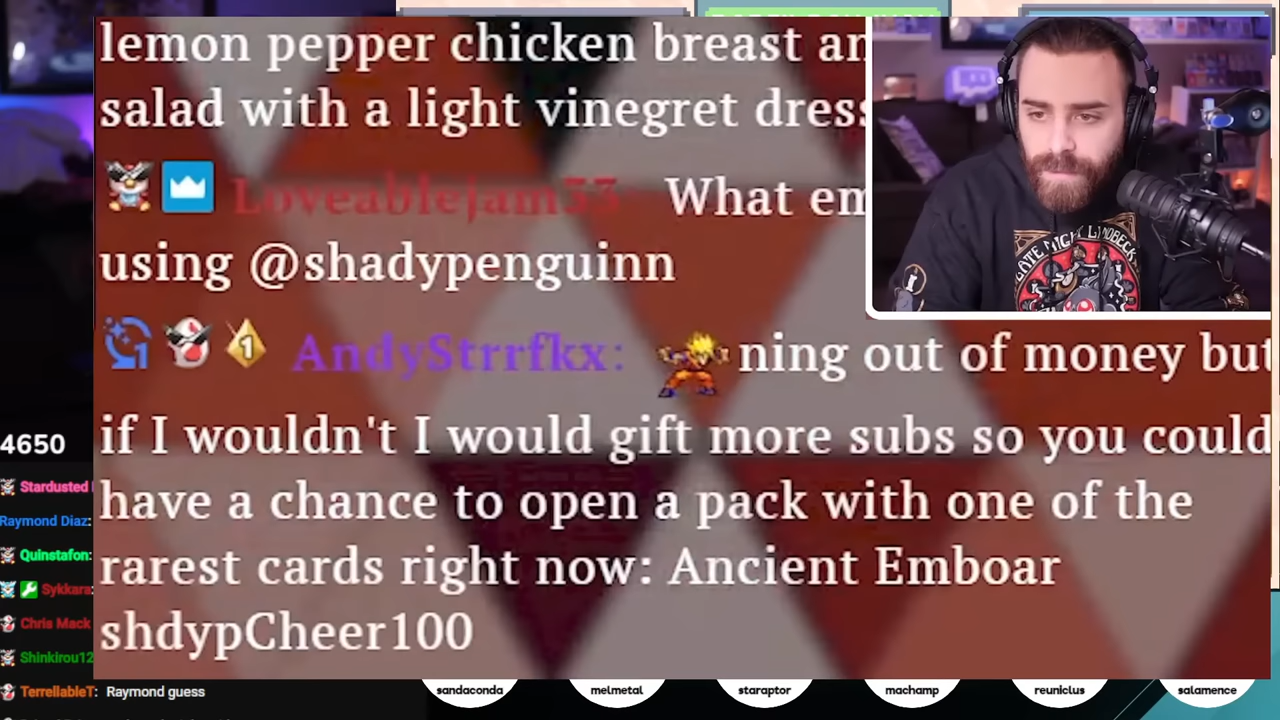 lemon pepper chicken breast an
salad with a light vinegret dress
Loveablejam33 What em
using @shadypenguinn
AndyStrrfkx: ning out of money but
if I wouldn't I would gift more subs so you could
have a chance to open a pack with one of the
rarest cards right now: Ancient Emboar
shdypCheer100
LATE NIGHT
4650
Stardusted
Raymond Diaz:
Quinstafon:
Sykkara:
Chris Mack
Shinkirou12
TerrellableT: Raymond guess
sandaconda
melmetal
staraptor
machamp
reuniclus
salamence